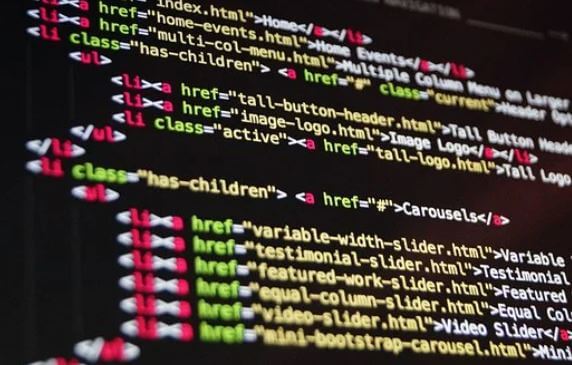 index.html">Home</a></li>
<li><a href="home-events.html">Home Events</a></li>
<li><a href="multi-col-menu.html">Multiple Column Menu on Larger
<li class="has-children"> <a href="#" class="current">Header Opt
<ul>
<li><a href="tall-button-header.html">Tall Button Heade
<li><a href="image-logo.html">Image Logo</a></li>
<li class="active"><a href="tall-logo.html">Tall Logo
</ul>
</li>
<li class="has-children"> <a href="#">Carousels</a>
<ul>
<li><a href="variable-width-slider.html">Variable
<li><a href="testimonial-slider.html">Testimonial
<li><a href="featured-work-slider.html">Featured
<li><a href="equal-column-slider.html">Equal Colu
<li><a href="video-slider.html">Video Slider</a>
<li><a href="mini-bootstrap-carousel.html">Mini
</ul>